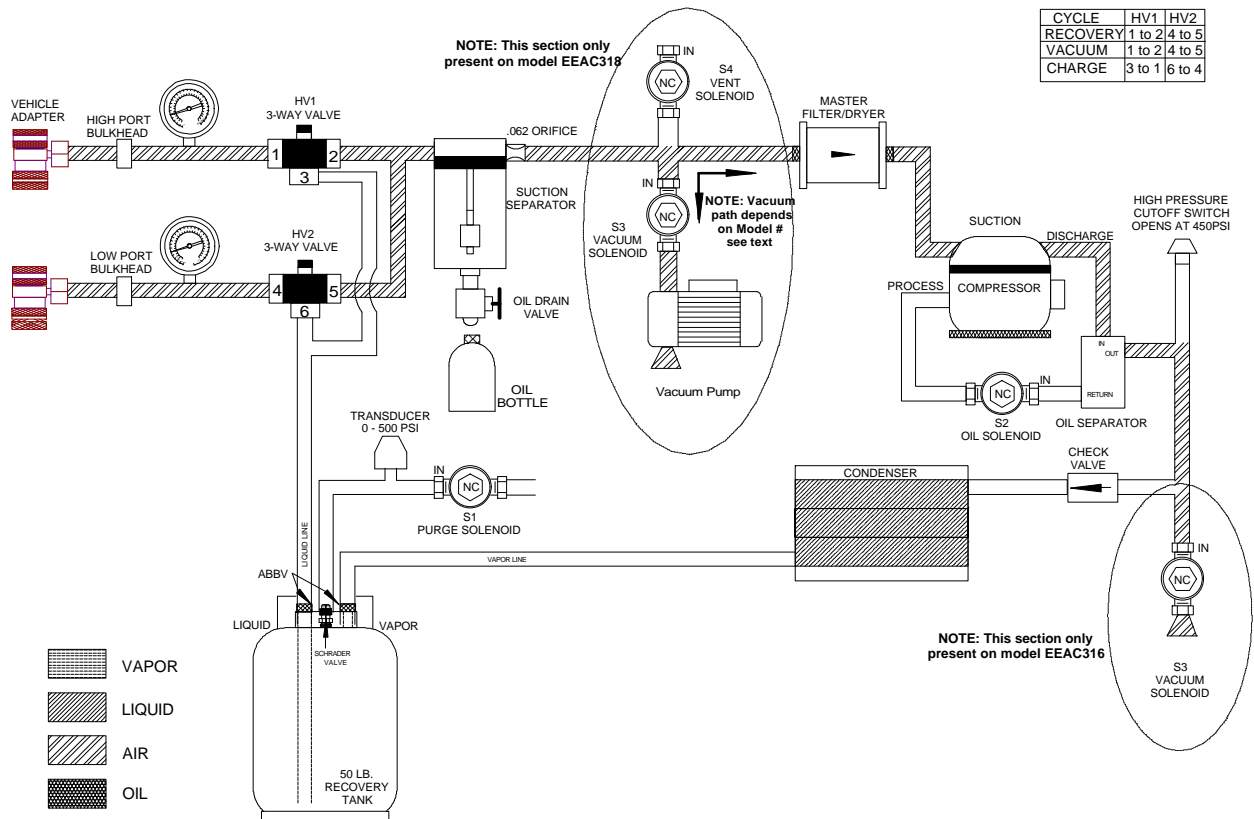 CYCLE HV1 HV2
RECOVERY 1 to 2 4 to 5
VACUUM 1 to 2 4 to 5
CHARGE 3 to 1 6 to 4
NOTE: This section only
present on model EEAC318
IN
S4
VENT
SOLENOID
NC
VEHICLE
ADAPTER
HIGH PORT
BULKHEAD
HV1
3-WAY VALVE
1
2
3
.062 ORIFICE
MASTER
FILTER/DRYER
SUCTION
SEPARATOR
IN
NC
S3
VACUUM
SOLENOID
NOTE: Vacuum
path depends
on Model #
see text
HIGH PRESSURE
CUTOFF SWITCH
OPENS AT 450PSI
SUCTION
DISCHARGE
PROCESS
COMPRESSOR
LOW PORT
BULKHEAD
HV2
3-WAY VALVE
4
5
6
OIL DRAIN
VALVE
OIL
BOTTLE
Vacuum Pump
IN
OUT
RETURN
IN
NC
S2
OIL SOLENOID
OIL SEPARATOR
TRANSDUCER
0 - 500 PSI
IN
NC
S1
PURGE SOLENOID
CONDENSER
CHECK
VALVE
LIQUID LINE
VAPOR LINE
ABBV
LIQUID
VAPOR
SCHRADER
VALVE
IN
NC
NOTE: This section only
present on model EEAC316
S3
VACUUM
SOLENOID
VAPOR
LIQUID
AIR
OIL
50 LB.
RECOVERY
TANK